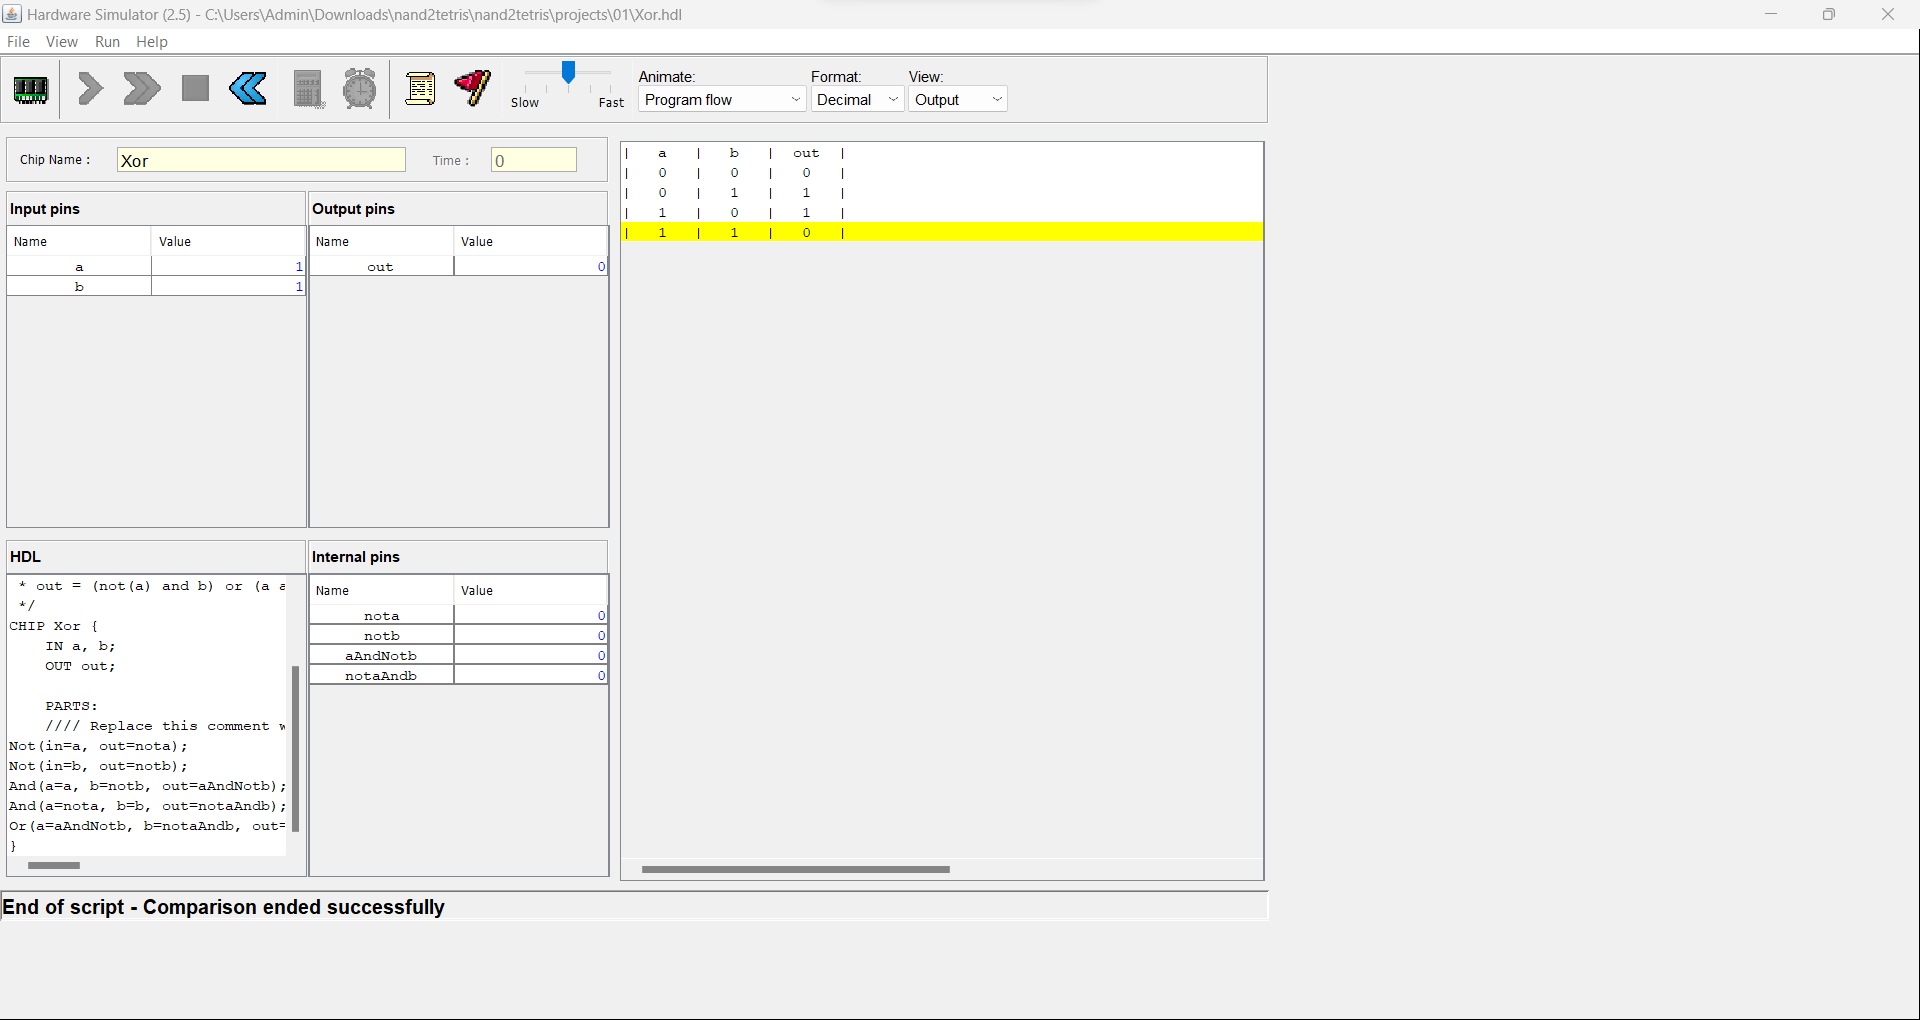 Hardware Simulator (2.5) - C:\Users\Admin\Downloads\nand2tetris\nand2tetris\projects\01\Xor.hdl
File View Run Help
Slow Fast
Animate: Format: View:
Program flow Decimal Output
Chip Name : Xor Time : 0
Input pins
Name Value
a 1
b 1
Output pins
Name Value
out 0
| a | b | out |
| 0 | 0 | 0 |
| 0 | 1 | 1 |
| 1 | 0 | 1 |
| 1 | 1 | 0 |
HDL
* out = (not(a) and b) or (a a
*/
CHIP Xor {
IN a, b;
OUT out;
PARTS:
//// Replace this comment w
Not(in=a, out=nota);
Not(in=b, out=notb);
And(a=a, b=notb, out=aAndNotb);
And(a=nota, b=b, out=notaAndb);
Or(a=aAndNotb, b=notaAndb, out=
}
Internal pins
Name Value
nota 0
notb 0
aAndNotb 0
notaAndb 0
End of script - Comparison ended successfully